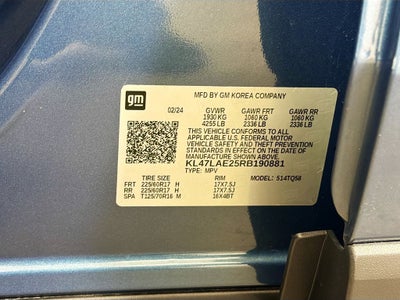 gm
MFD BY GM KOREA COMPANY
02/24 GVWR GAWR FRT GAWR RR
1930 KG 1060 KG 1060 KG
4255 LB 2336 LB 2336 LB
THIS VEHICLE CONFORMS TO ALL
APPLICABLE U.S. FEDERAL MOTOR
VEHICLE SAFETY AND THEFT PREVENTION
STANDARDS IN EFFECT ON THE DATE OF
MANUFACTURE SHOWN ABOVE.
KL47LAE25RB190881
TYPE: MPV MODEL: 514TQ58
TIRE SIZE RIM
FRT 225/60R17 H 17X7.5J
RR 225/60R17 H 17X7.5J
SPA T125/70R16 M 16X4BT